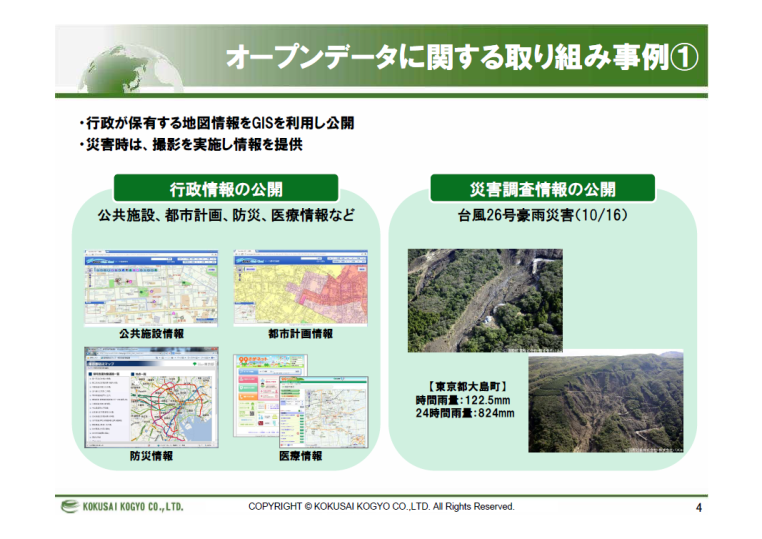 オープンデータに関する取り組み事例①
・行政が保有する地図情報をGISを利用し公開
・災害時は、撮影を実施し情報を提供
行政情報の公開
公共施設、都市計画、防災、医療情報など
公共施設情報
都市計画情報
防災情報
医療情報
災害調査情報の公開
台風26号豪雨災害(10/16)
【東京都大島町】
時間雨量:122.5mm
24時間雨量:824mm
KOKUSAI KOGYO CO.,LTD.
COPYRIGHT © KOKUSAI KOGYO CO.,LTD. All Rights Reserved.
4